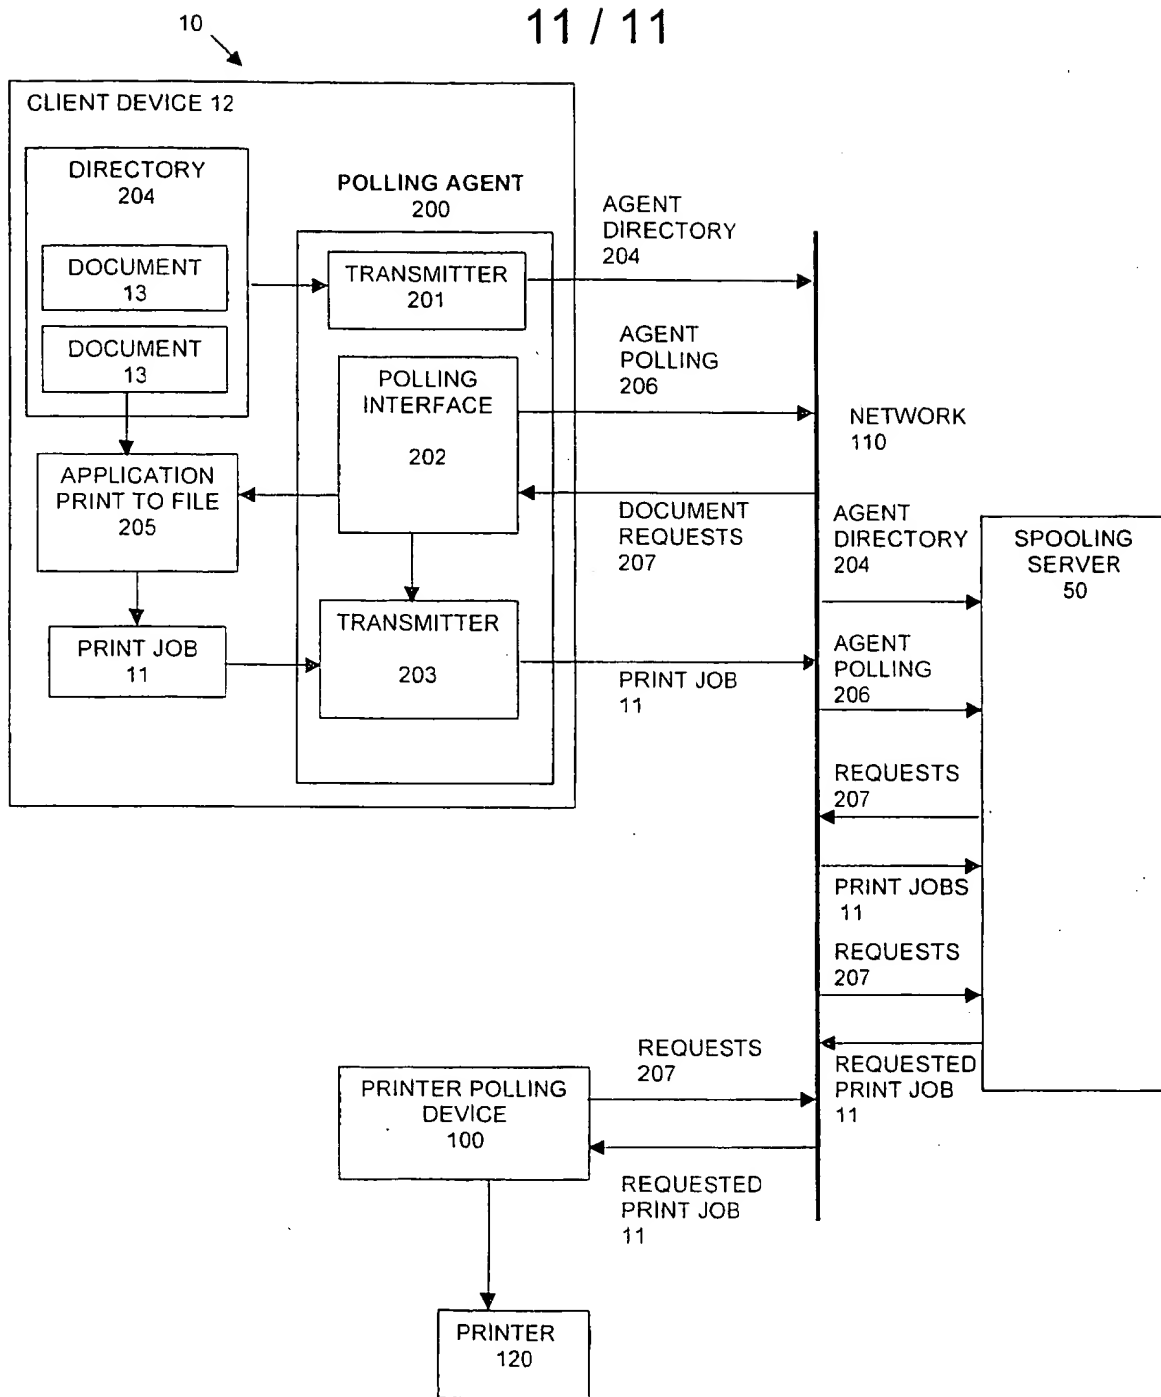 11 / 11
10
CLIENT DEVICE 12
DIRECTORY
204
DOCUMENT
13
DOCUMENT
13
APPLICATION
PRINT TO FILE
205
PRINT JOB
11
POLLING AGENT
200
TRANSMITTER
201
POLLING
INTERFACE
202
TRANSMITTER
203
AGENT
DIRECTORY
204
AGENT
POLLING
206
DOCUMENT
REQUESTS
207
PRINT JOB
11
NETWORK
110
AGENT
DIRECTORY
204
AGENT
POLLING
206
REQUESTS
207
PRINT JOBS
11
REQUESTS
207
REQUESTED
PRINT JOB
11
SPOOLING
SERVER
50
REQUESTS
207
PRINTER POLLING
DEVICE
100
REQUESTED
PRINT JOB
11
PRINTER
120